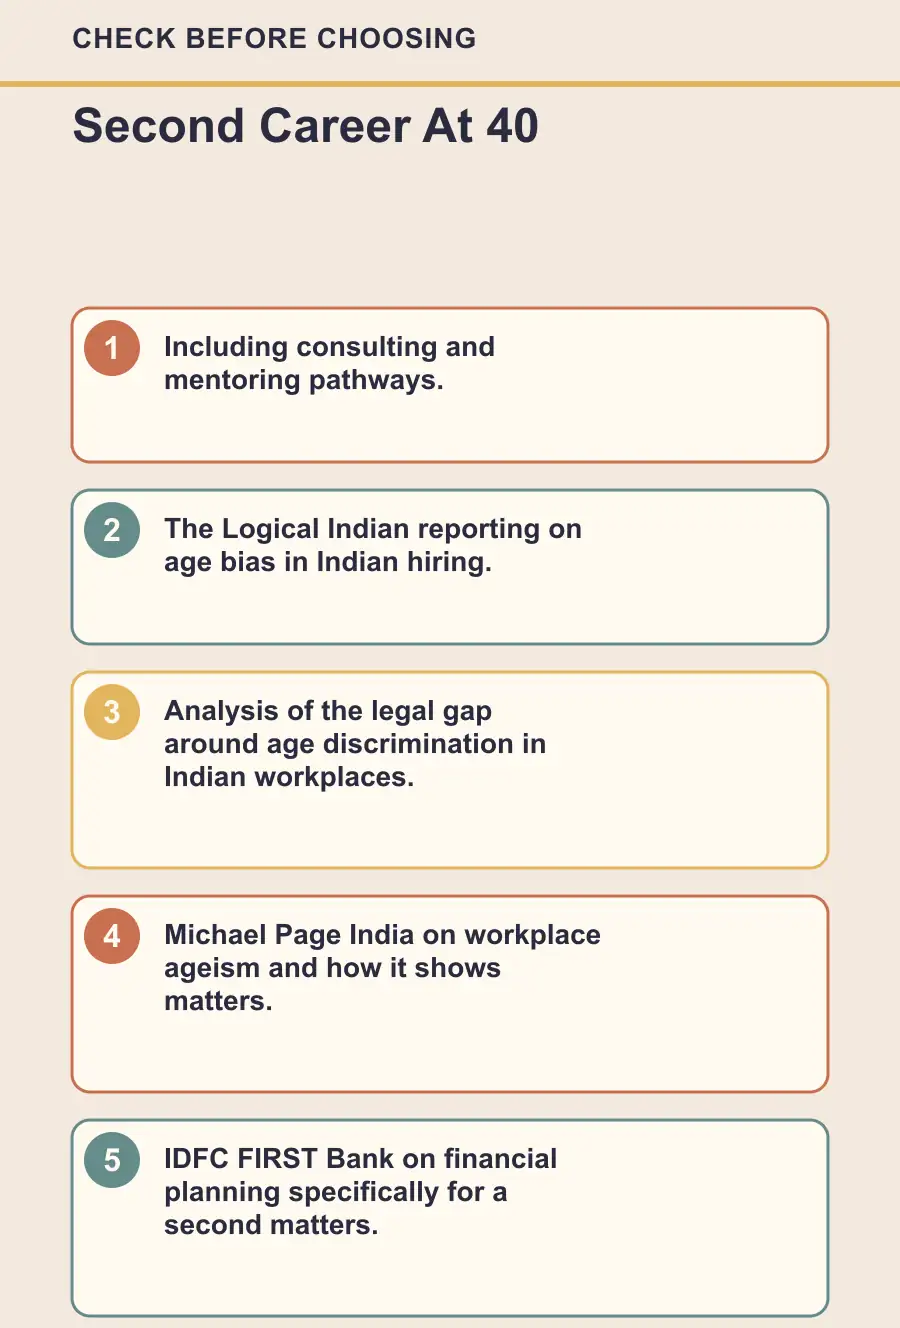 CHECK BEFORE CHOOSING
Second Career At 40
1
Including consulting and
mentoring pathways.
2
The Logical Indian reporting on
age bias in Indian hiring.
3
Analysis of the legal gap
around age discrimination in
Indian workplaces.
4
Michael Page India on workplace
ageism and how it shows
matters.
5
IDFC FIRST Bank on financial
planning specifically for a
second matters.